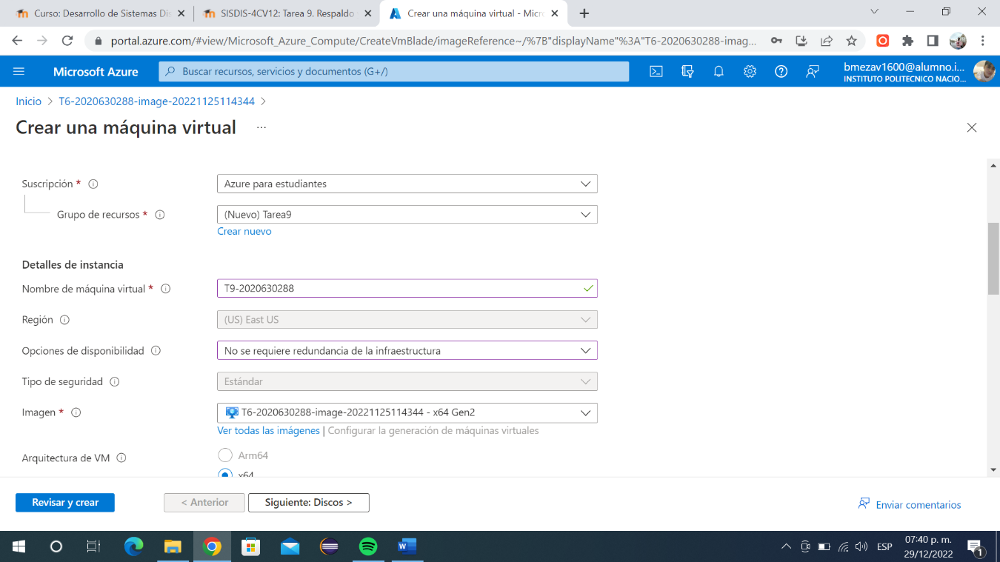 Curso: Desarrollo de Sistemas Dis
SISDIS-4CV12: Tarea 9. Respaldo
Crear una máquina virtual - Micro
portal.azure.com/#view/Microsoft_Azure_Compute/CreateVmBlade/imageReference~/%7B"displayName"%3A"T6-2020630288-imag...
Microsoft Azure
Buscar recursos, servicios y documentos (G+/)
bmezav1600@alumno.i...
INSTITUTO POLITECNICO NACIO...
Inicio > T6-2020630288-image-20221125114344 >
Crear una máquina virtual ...
Suscripción *
Azure para estudiantes
Grupo de recursos *
(Nuevo) Tarea9
Crear nuevo
Detalles de instancia
Nombre de máquina virtual *
T9-2020630288
Región
(US) East US
Opciones de disponibilidad
No se requiere redundancia de la infraestructura
Tipo de seguridad
Estándar
Imagen *
T6-2020630288-image-20221125114344 - x64 Gen2
Ver todas las imágenes | Configurar la generación de máquinas virtuales
Arquitectura de VM
Arm64
x64
Revisar y crear
< Anterior
Siguiente: Discos >
Enviar comentarios
ESP
07:40 p. m.
29/12/2022
1